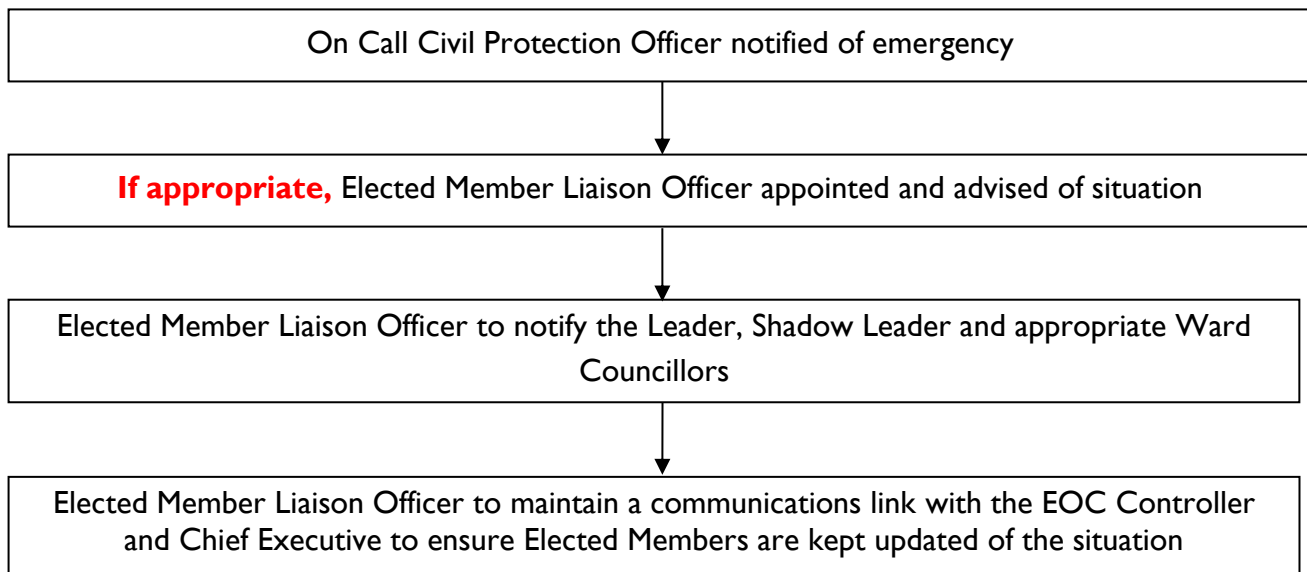 On Call Civil Protection Officer notified of emergency
If appropriate, Elected Member Liaison Officer appointed and advised of situation
Elected Member Liaison Officer to notify the Leader, Shadow Leader and appropriate Ward
Councillors
Elected Member Liaison Officer to maintain a communications link with the EOC Controller
and Chief Executive to ensure Elected Members are kept updated of the situation